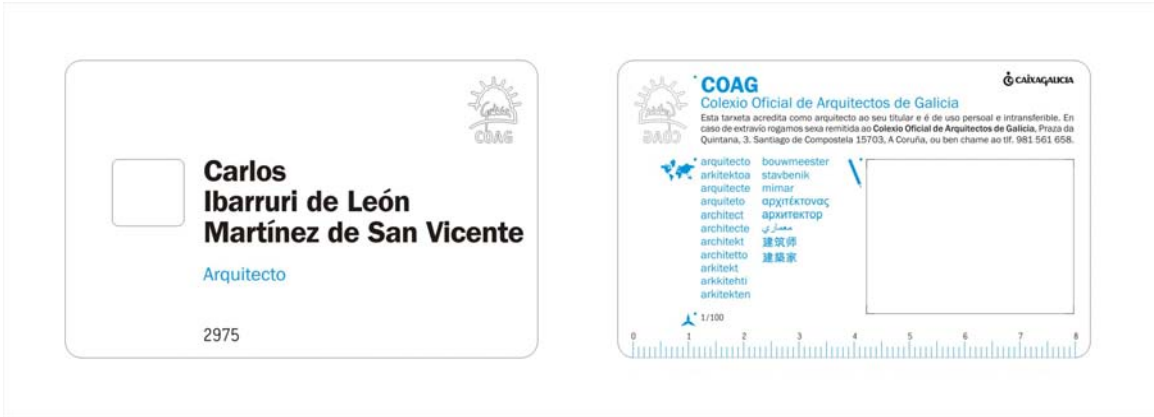 Galicia
COAG
Carlos
Ibarruri de León
Martínez de San Vicente
Arquitecto
2975
COAG
COAG
CAIXAGALICIA
Colexio Oficial de Arquitectos de Galicia
Esta tarxeta acredita como arquitecto ao seu titular e é de uso persoal e intransferible. En
caso de extravío rogamos sexa remitida ao Colexio Oficial de Arquitectos de Galicia, Praza da
Quintana, 3. Santiago de Compostela 15703, A Coruña, ou ben chame ao tlf. 981 561 658.
arquitecto bouwmeester
arkitektoa stavbenik
arquitecte mimar
arquiteto αρχιτέκτονας
architect архитектор
architecte معماري
architekt 建筑师
architetto 建築家
arkitekt
arkkitehti
arkitekten
1/100
0 1 2 3 4 5 6 7 8